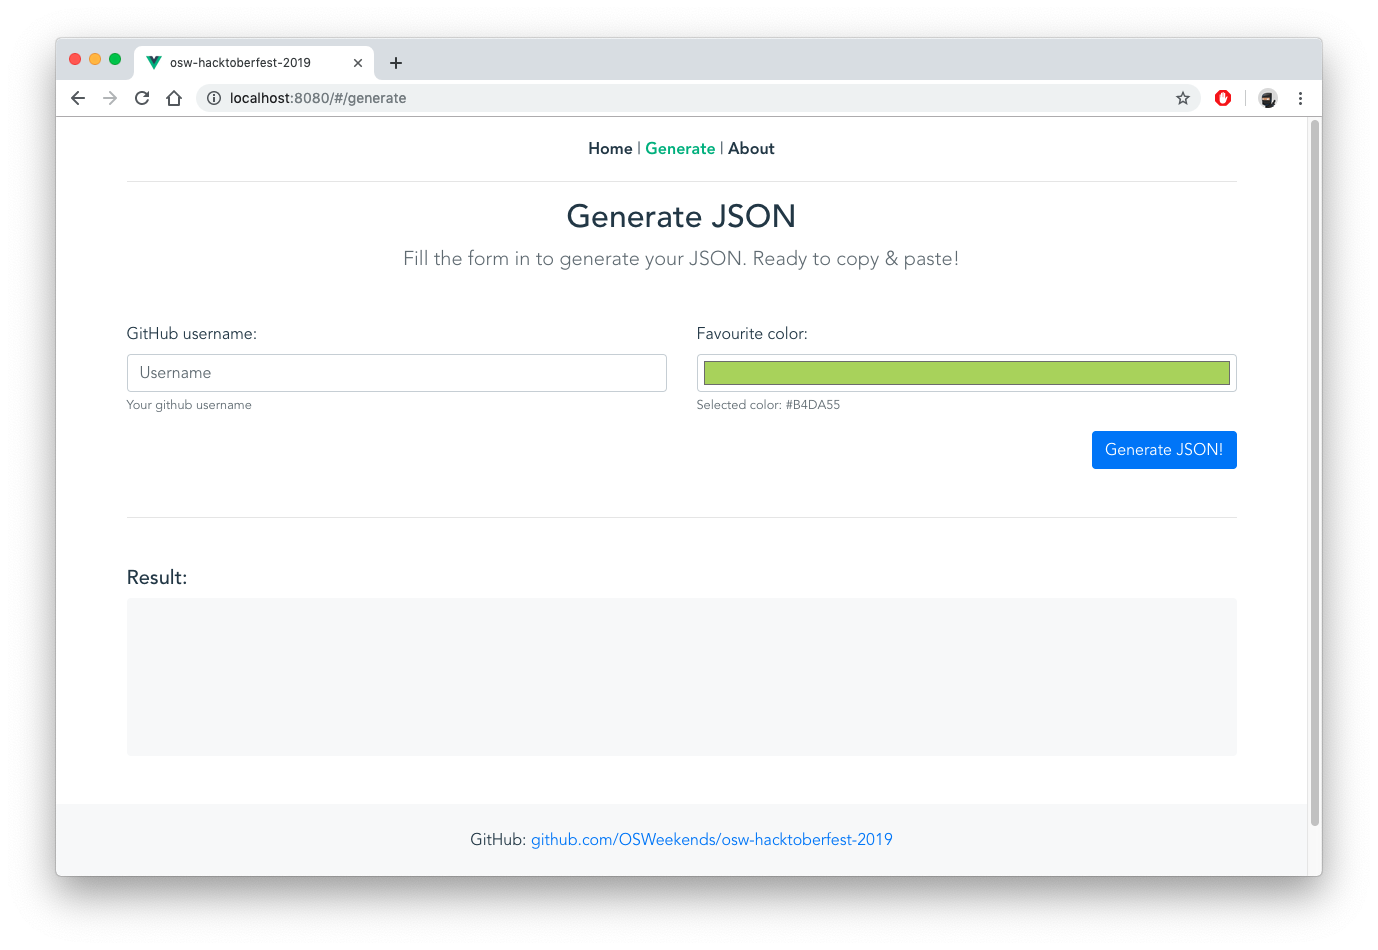 osw-hacktoberfest-2019
localhost:8080/#/generate
Home | Generate | About
Generate JSON
Fill the form in to generate your JSON. Ready to copy & paste!
GitHub username:
Favourite color:
Username
Your github username
Selected color: #B4DA55
Generate JSON!
Result:
GitHub: github.com/OSWeekends/osw-hacktoberfest-2019